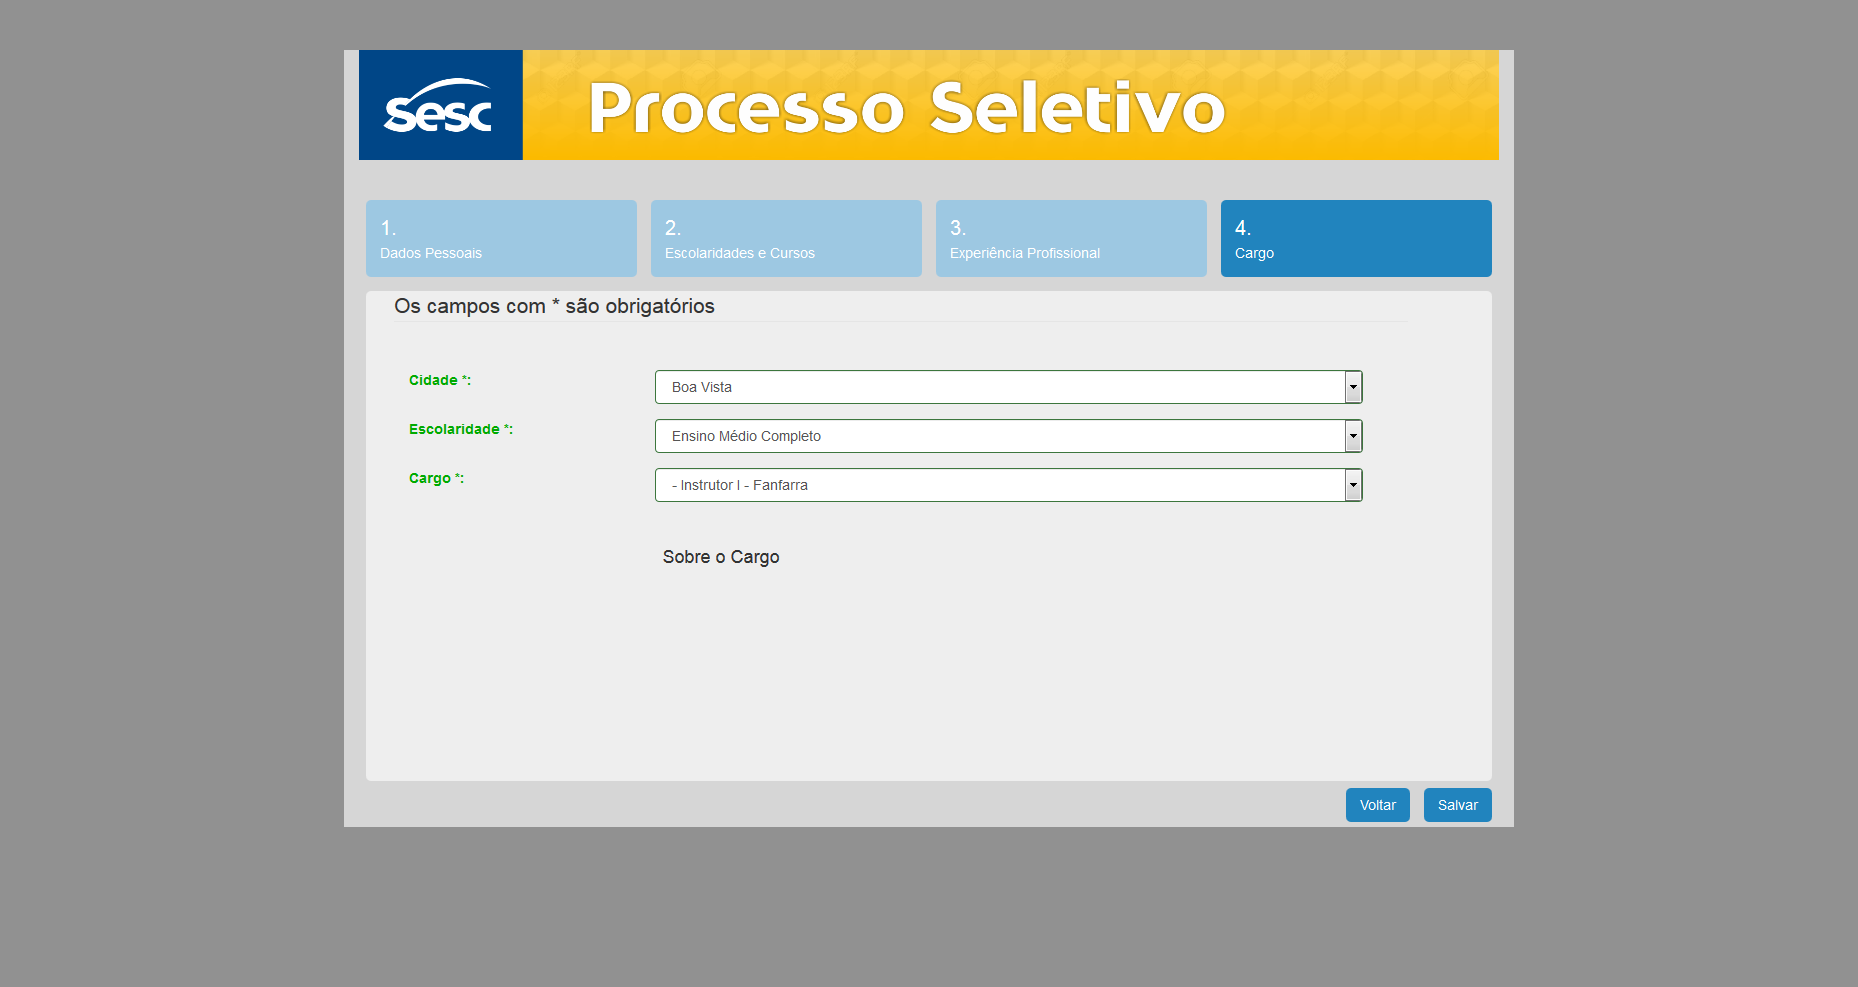 sesc
Processo Seletivo
1.
Dados Pessoais
2.
Escolaridades e Cursos
3.
Experiência Profissional
4.
Cargo
Os campos com * são obrigatórios
Cidade *:
Boa Vista
Escolaridade *:
Ensino Médio Completo
Cargo *:
- Instrutor I - Fanfarra
Sobre o Cargo
Voltar
Salvar